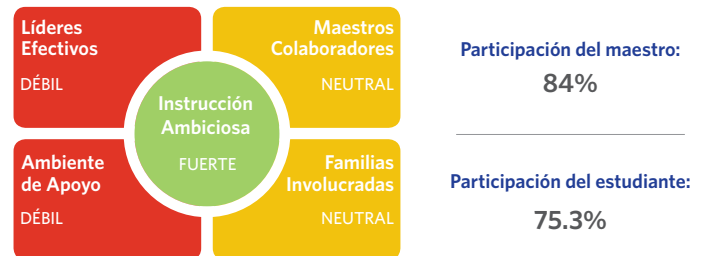 Líderes
Efectivos
DÉBIL
Maestros
Colaboradores
NEUTRAL
Instrucción
Ambiciosa
FUERTE
Ambiente
de Apoyo
DÉBIL
Familias
Involucradas
NEUTRAL
Participación del maestro:
84%
Participación del estudiante:
75.3%